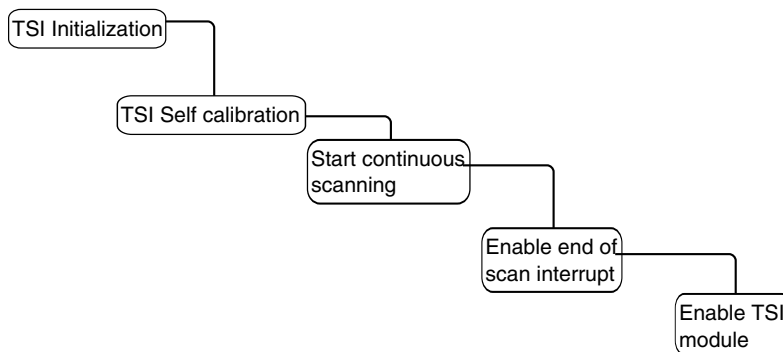 TSI Initialization
TSI Self calibration
Start continuous
scanning
Enable end of
scan interrupt
Enable TSI
module